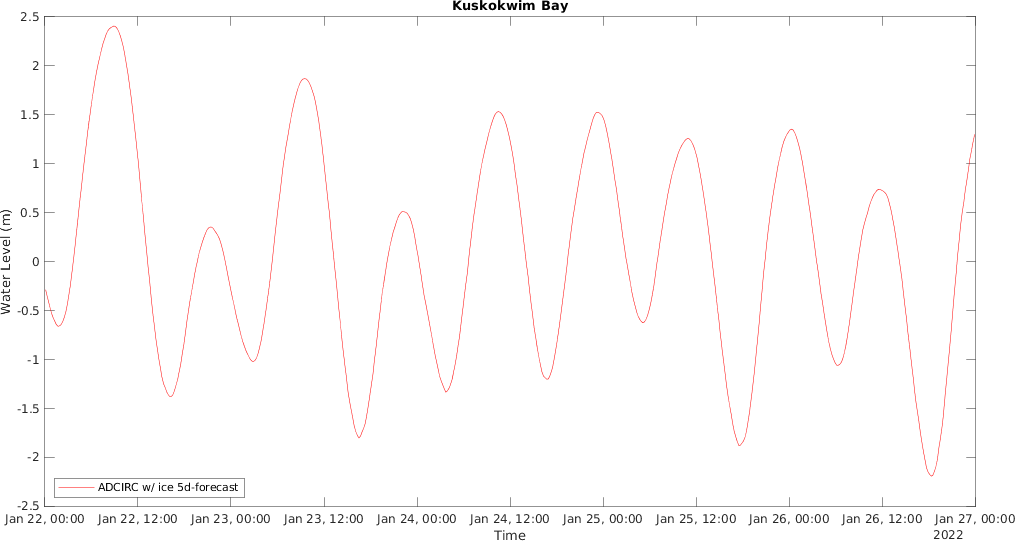 Kuskokwim Bay
2.5
2
1.5
1
0.5
0
-0.5
-1
-1.5
-2
-2.5
Water Level (m)
ADCIRC w/ ice 5d-forecast
Jan 22, 00:00 Jan 22, 12:00 Jan 23, 00:00 Jan 23, 12:00 Jan 24, 00:00 Jan 24, 12:00 Jan 25, 00:00 Jan 25, 12:00 Jan 26, 00:00 Jan 26, 12:00 Jan 27, 00:00
Time
2022